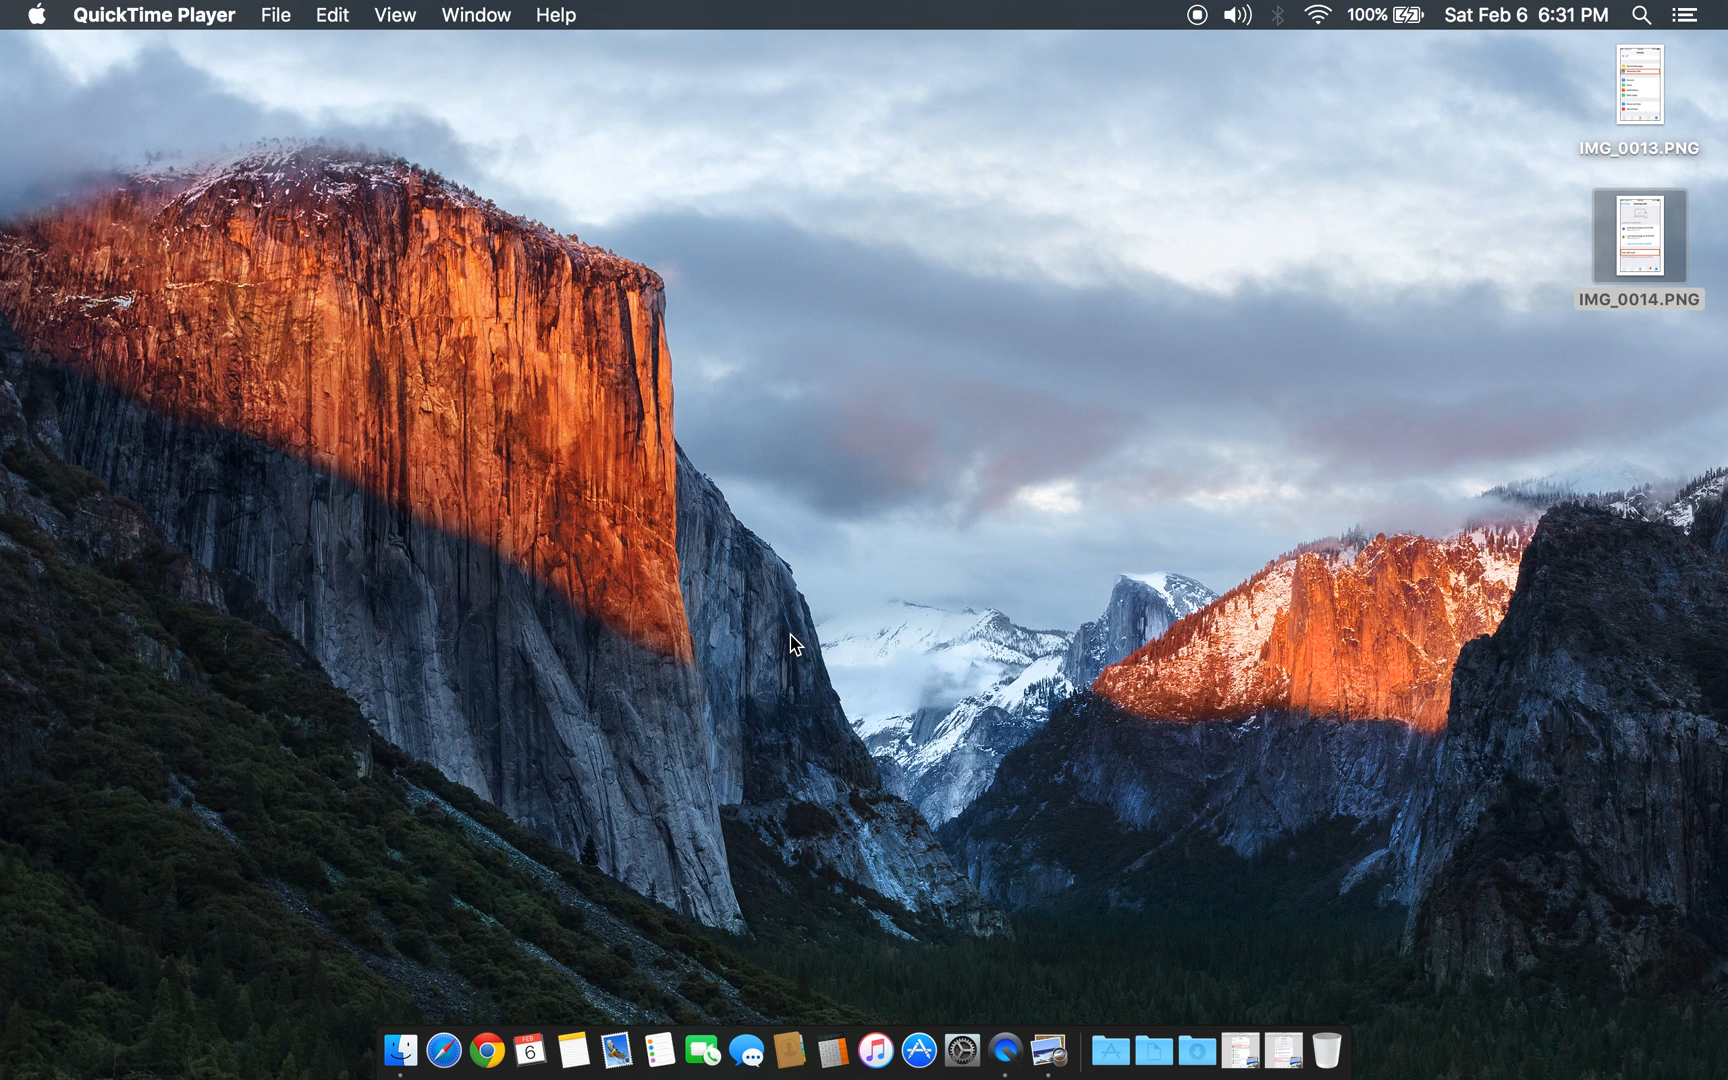 QuickTime Player File Edit View Window Help 100% Sat Feb 6 6:31 PM
IMG_0013.PNG
IMG_0014.PNG
FEB
6